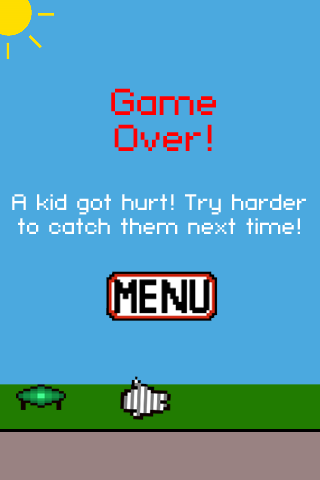 Game
Over!
A kid got hurt! Try harder
to catch them next time!
MENU